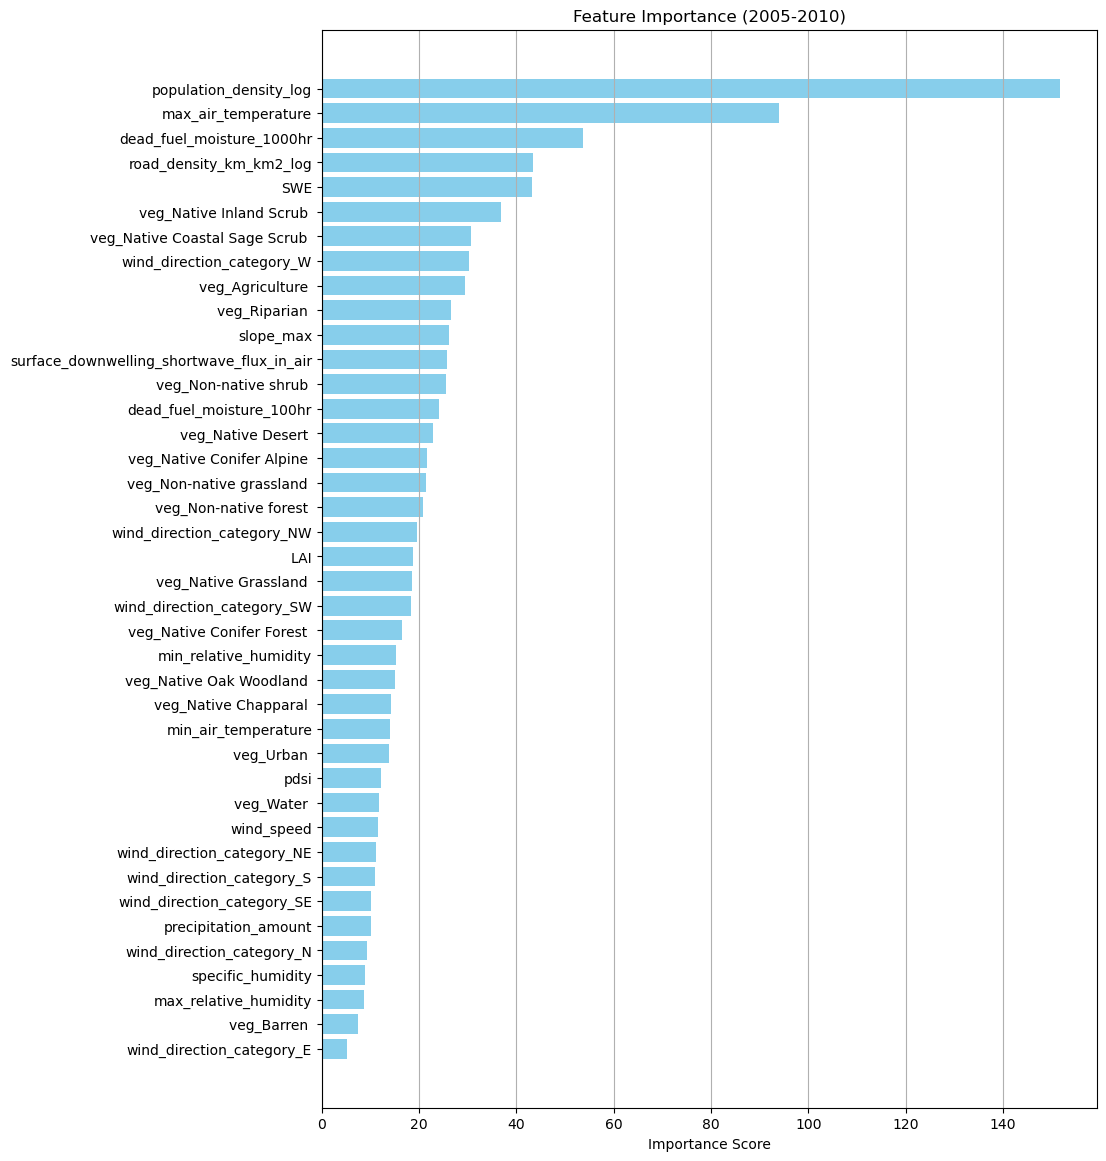 Feature Importance (2005-2010)
population_density_log
max_air_temperature
dead_fuel_moisture_1000hr
road_density_km_km2_log
SWE
veg_Native Inland Scrub
veg_Native Coastal Sage Scrub
wind_direction_category_W
veg_Agriculture
veg_Riparian
slope_max
surface_downwelling_shortwave_flux_in_air
veg_Non-native shrub
dead_fuel_moisture_100hr
veg_Native Desert
veg_Native Conifer Alpine
veg_Non-native grassland
veg_Non-native forest
wind_direction_category_NW
LAI
veg_Native Grassland
wind_direction_category_SW
veg_Native Conifer Forest
min_relative_humidity
veg_Native Oak Woodland
veg_Native Chapparal
min_air_temperature
veg_Urban
pdsi
veg_Water
wind_speed
wind_direction_category_NE
wind_direction_category_S
wind_direction_category_SE
precipitation_amount
wind_direction_category_N
specific_humidity
max_relative_humidity
veg_Barren
wind_direction_category_E
0 20 40 60 80 100 120 140
Importance Score